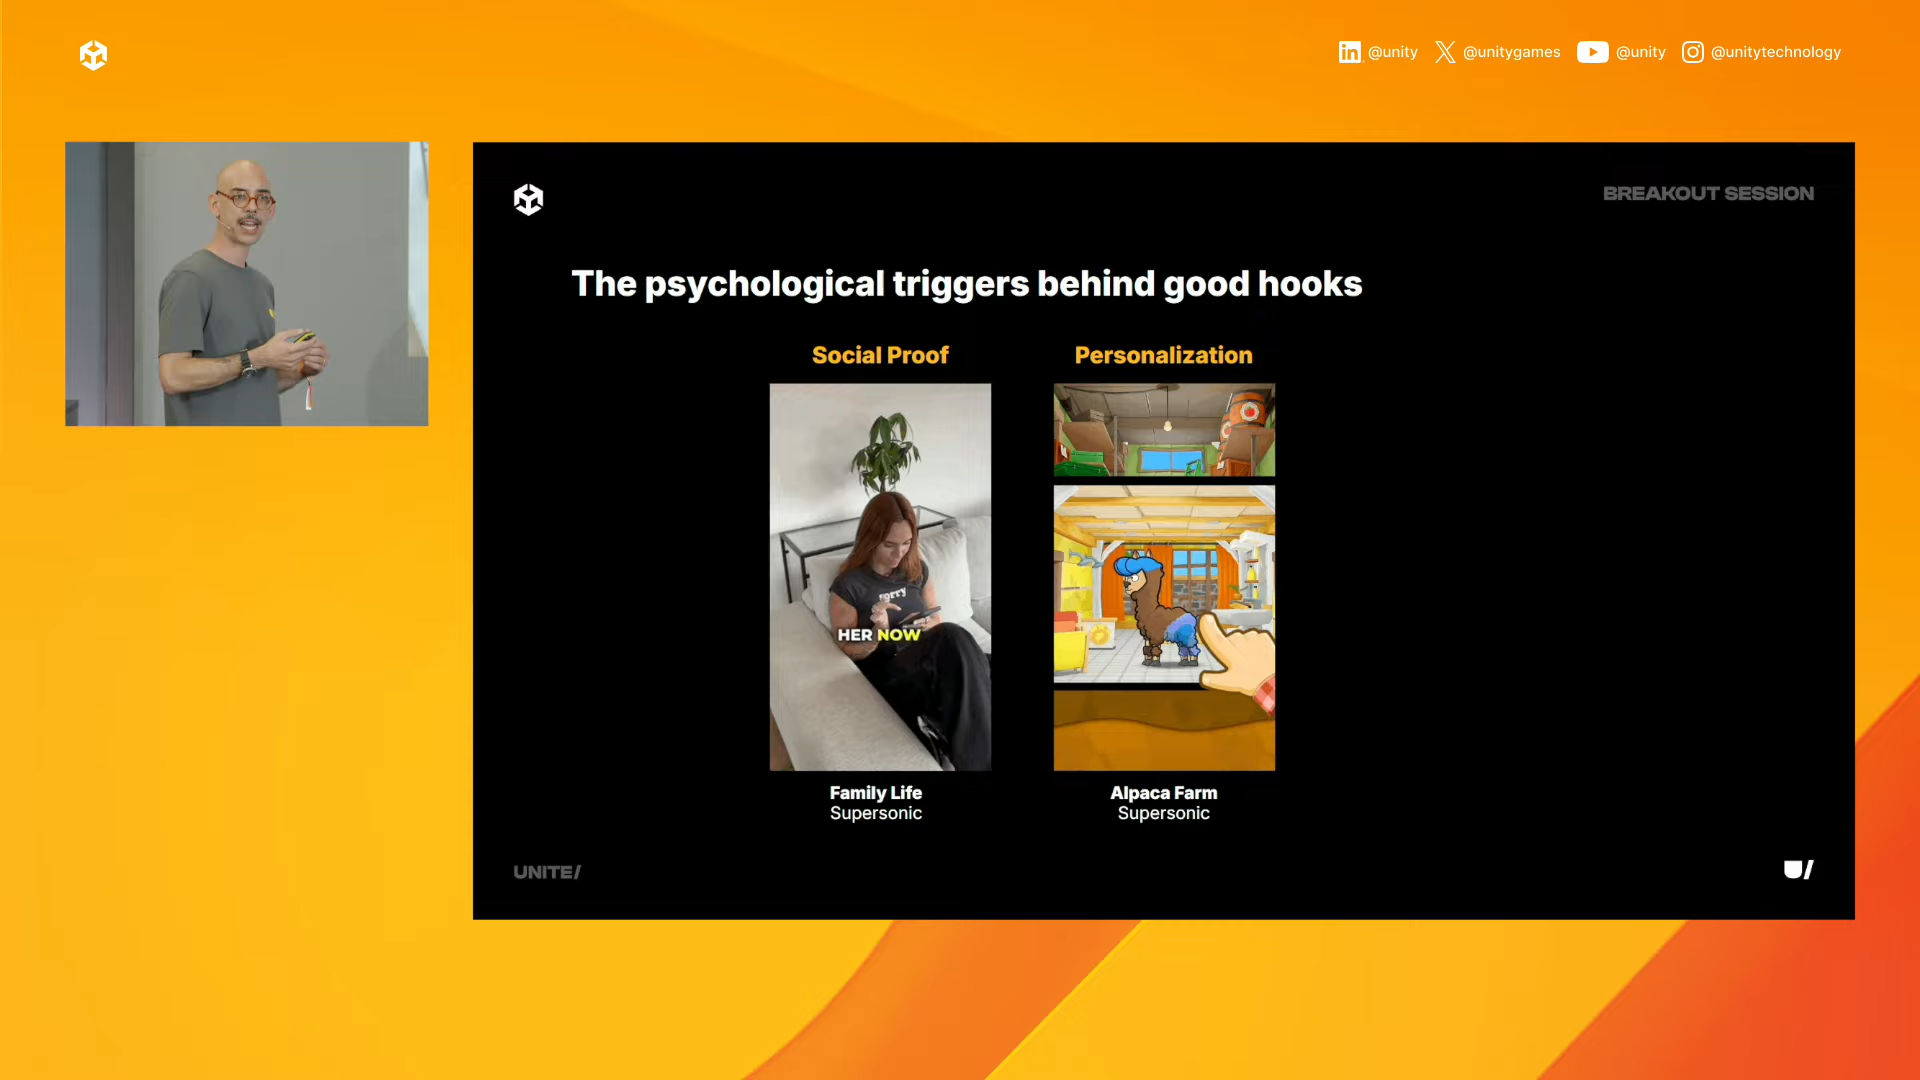 @unity @unitygames @unity @unitytechnology
BREAKOUT SESSION
The psychological triggers behind good hooks
Social Proof
Personalization
HER NOW
Family Life
Supersonic
Alpaca Farm
Supersonic
UNITE/
U/